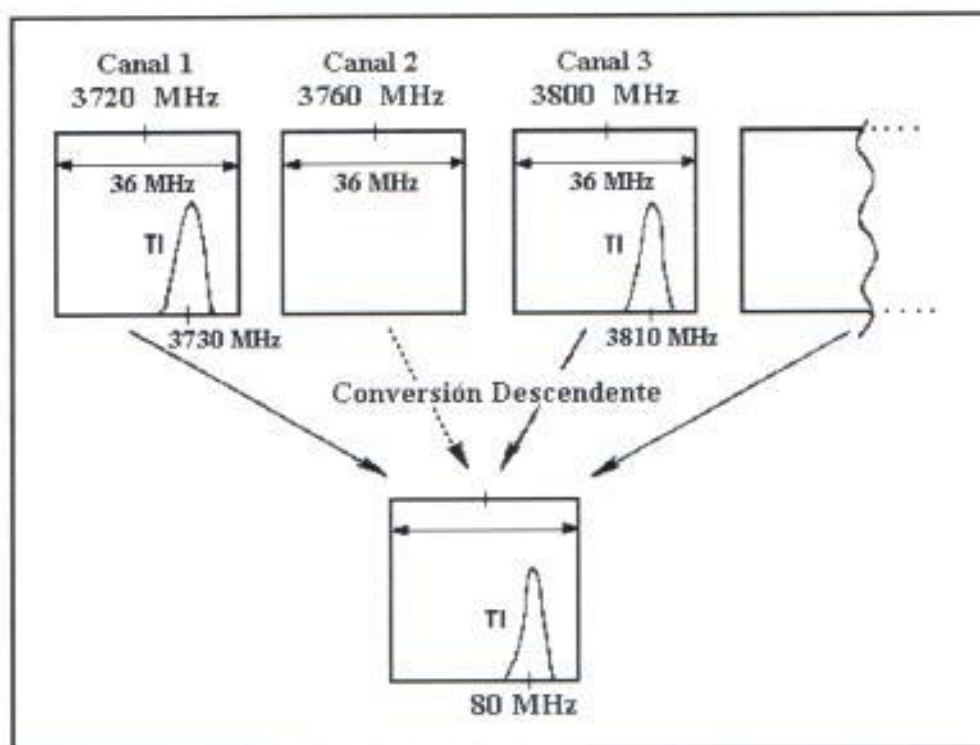 Canal 1
3720 MHz
Canal 2
3760 MHz
Canal 3
3800 MHz
36 MHz
36 MHz
36 MHz
TI
TI
3730 MHz
3810 MHz
Conversión Descendente
TI
80 MHz